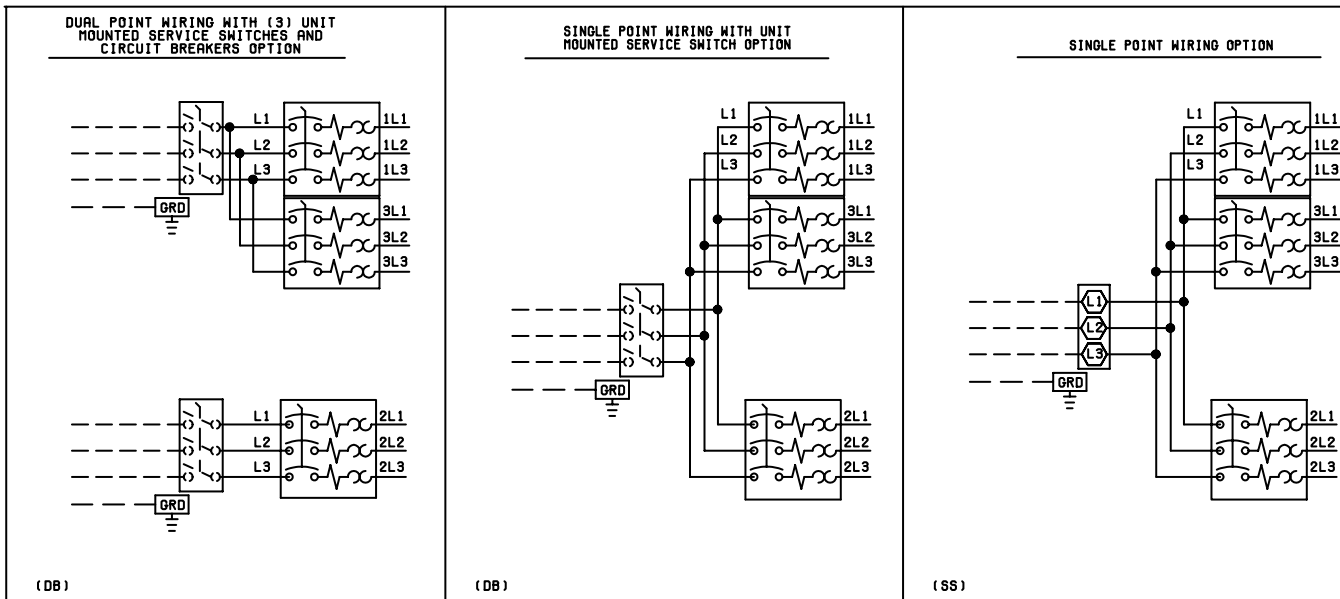 DUAL POINT WIRING WITH (3) UNIT
MOUNTED SERVICE SWITCHES AND
CIRCUIT BREAKERS OPTION
L1
1L1
L2
1L2
L3
1L3
GRD
3L1
3L2
3L3
L1
2L1
L2
2L2
L3
2L3
GRD
(DB)
SINGLE POINT WIRING WITH UNIT
MOUNTED SERVICE SWITCH OPTION
L1
1L1
L2
1L2
L3
1L3
3L1
3L2
3L3
GRD
2L1
2L2
2L3
(DB)
SINGLE POINT WIRING OPTION
L1
1L1
L2
1L2
L3
1L3
3L1
3L2
3L3
L1
L2
L3
GRD
2L1
2L2
2L3
(SS)